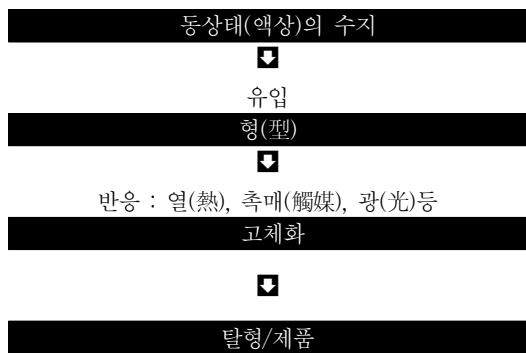 동상태(액상)의 수지
유입
형(型)
반응 : 열(熱), 촉매(觸媒), 광(光)등
고체화
탈형/제품